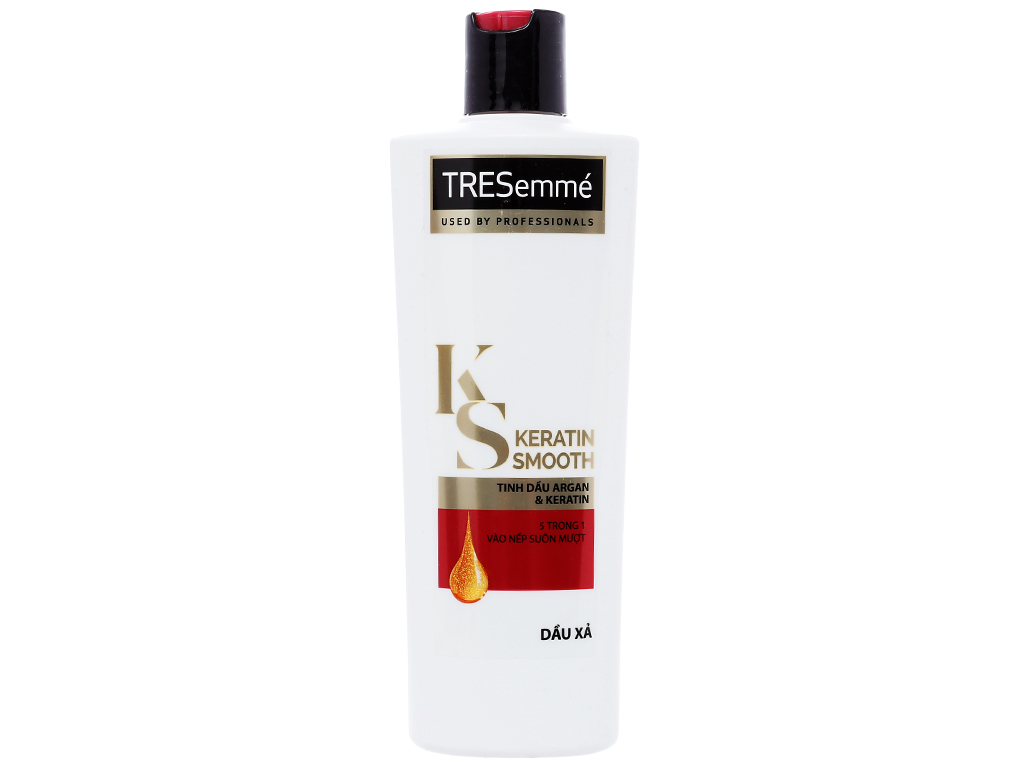 TRESemmé
USED BY PROFESSIONALS
KS
KERATIN
SMOOTH
TINH DẦU ARGAN
& KERATIN
5 TRONG 1
VÀO NẾP SUÔN MƯỢT
DẦU XẢ